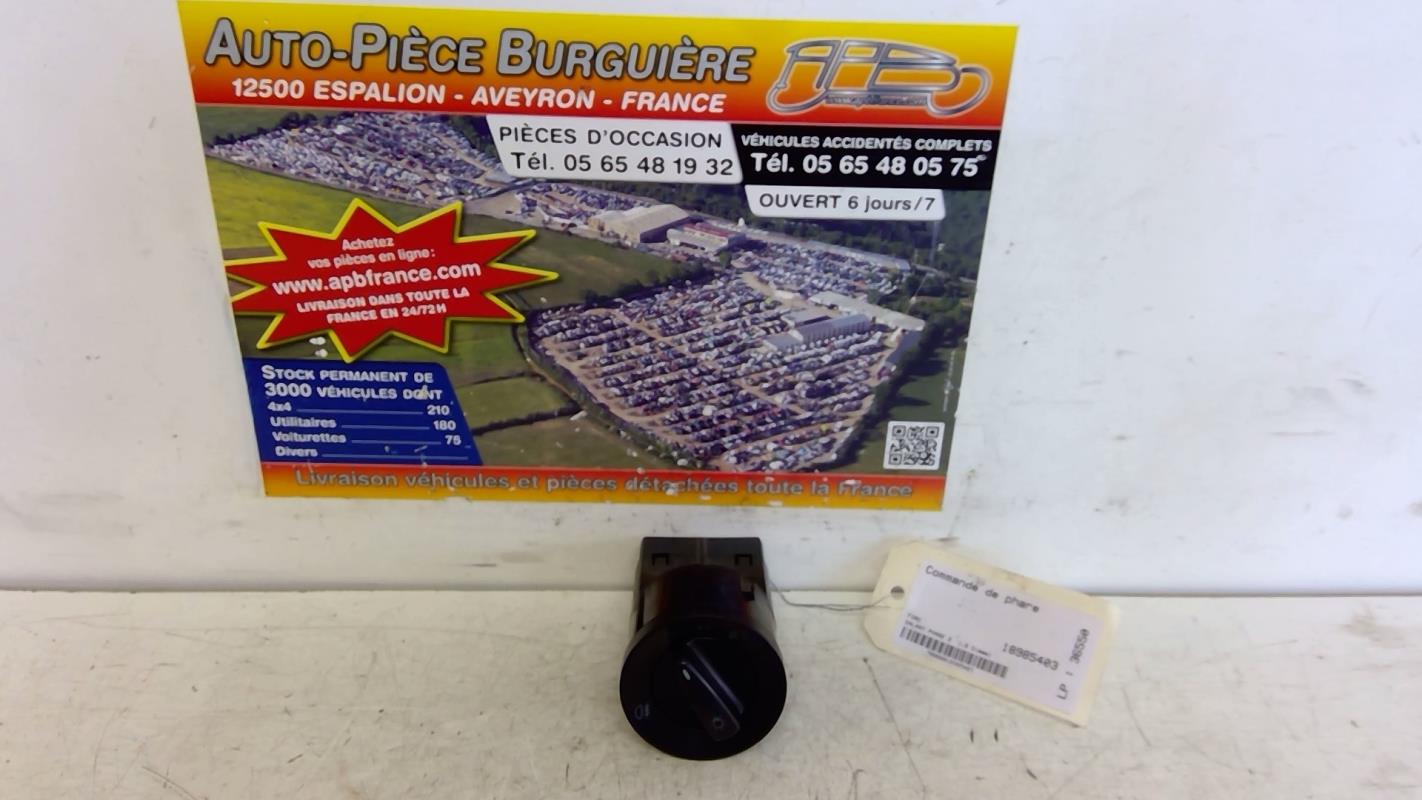 AUTO-PIÈCE BURGUIÈRE
12500 ESPALION - AVEYRON - FRANCE
APB
PIÈCES D'OCCASION
Tél. 05 65 48 19 32
VÉHICULES ACCIDENTÉS COMPLETS
Tél. 05 65 48 05 75
OUVERT 6 jours/7
Achetez
vos pièces en ligne:
www.apbfrance.com
LIVRAISON DANS TOUTE LA
FRANCE EN 24/72H
STOCK PERMANENT DE
3000 VÉHICULES DONT
4x4 210
Utilitaires 180
Voiturettes 75
Divers
Livraison véhicules et pièces détachées toute la France
Commande de phare
FORD
18985403
LP : 36550